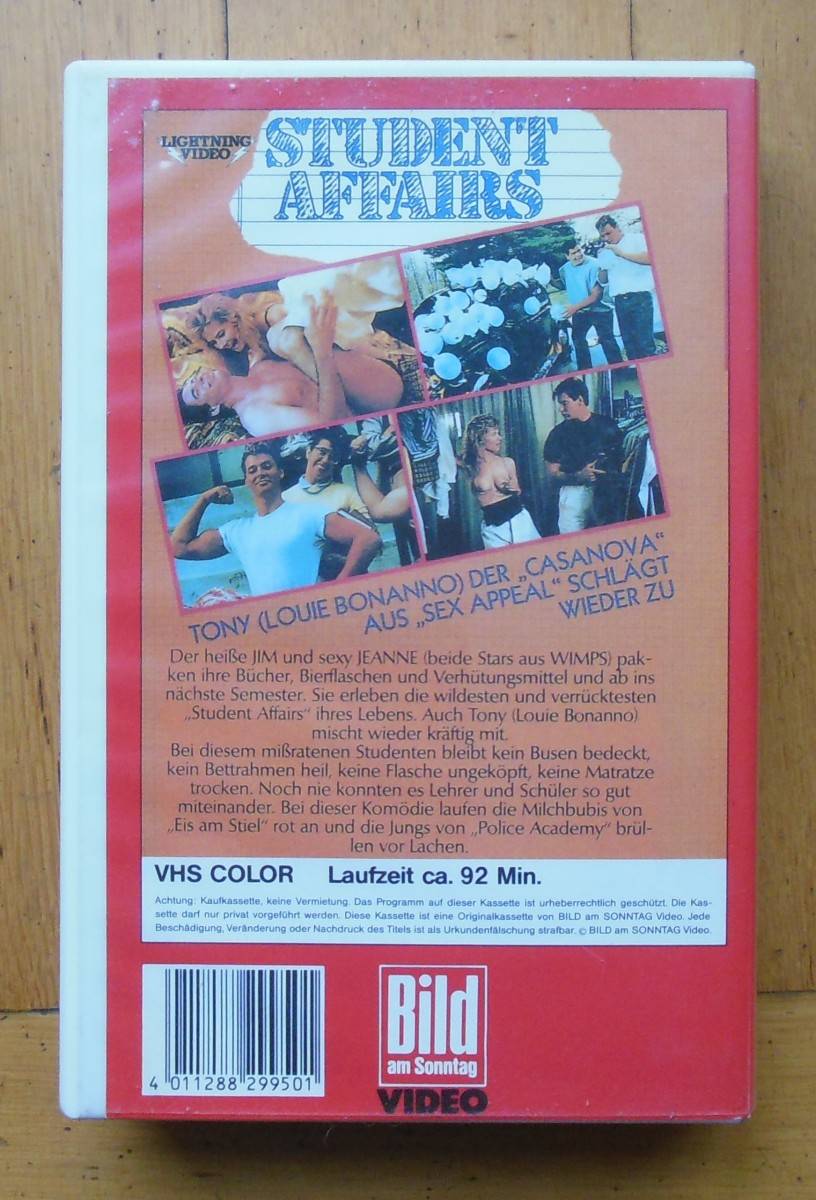 LIGHTNING
VIDEO
STUDENT
AFFAIRS
TONY (LOUIE BONANNO) DER „CASANOVA“
AUS „SEX APPEAL“ SCHLÄGT
WIEDER ZU
Der heiße JIM und sexy JEANNE (beide Stars aus WIMPS) pak-
ken ihre Bücher, Bierflaschen und Verhütungsmittel und ab ins
nächste Semester. Sie erleben die wildesten und verrücktesten
„Student Affairs“ ihres Lebens. Auch Tony (Louie Bonanno)
mischt wieder kräftig mit.
Bei diesem mißratenen Studenten bleibt kein Busen bedeckt,
kein Bettrahmen heil, keine Flasche ungeköpft, keine Matratze
trocken. Noch nie konnten es Lehrer und Schüler so gut
miteinander. Bei dieser Komödie laufen die Milchbubis von
„Eis am Stiel“ rot an und die Jungs von „Police Academy“ brül-
len vor Lachen.
VHS COLOR Laufzeit ca. 92 Min.
Achtung: Kaufkassette, keine Vermietung. Das Programm auf dieser Kassette ist urheberrechtlich geschützt. Die Kas-
sette darf nur privat vorgeführt werden. Diese Kassette ist eine Originalkassette von BILD am SONNTAG Video. Jede
Beschädigung, Veränderung oder Nachdruck des Titels ist als Urkundenfälschung strafbar. © BILD am SONNTAG Video.
4 011288 299501
Bild
am Sonntag
VIDEO